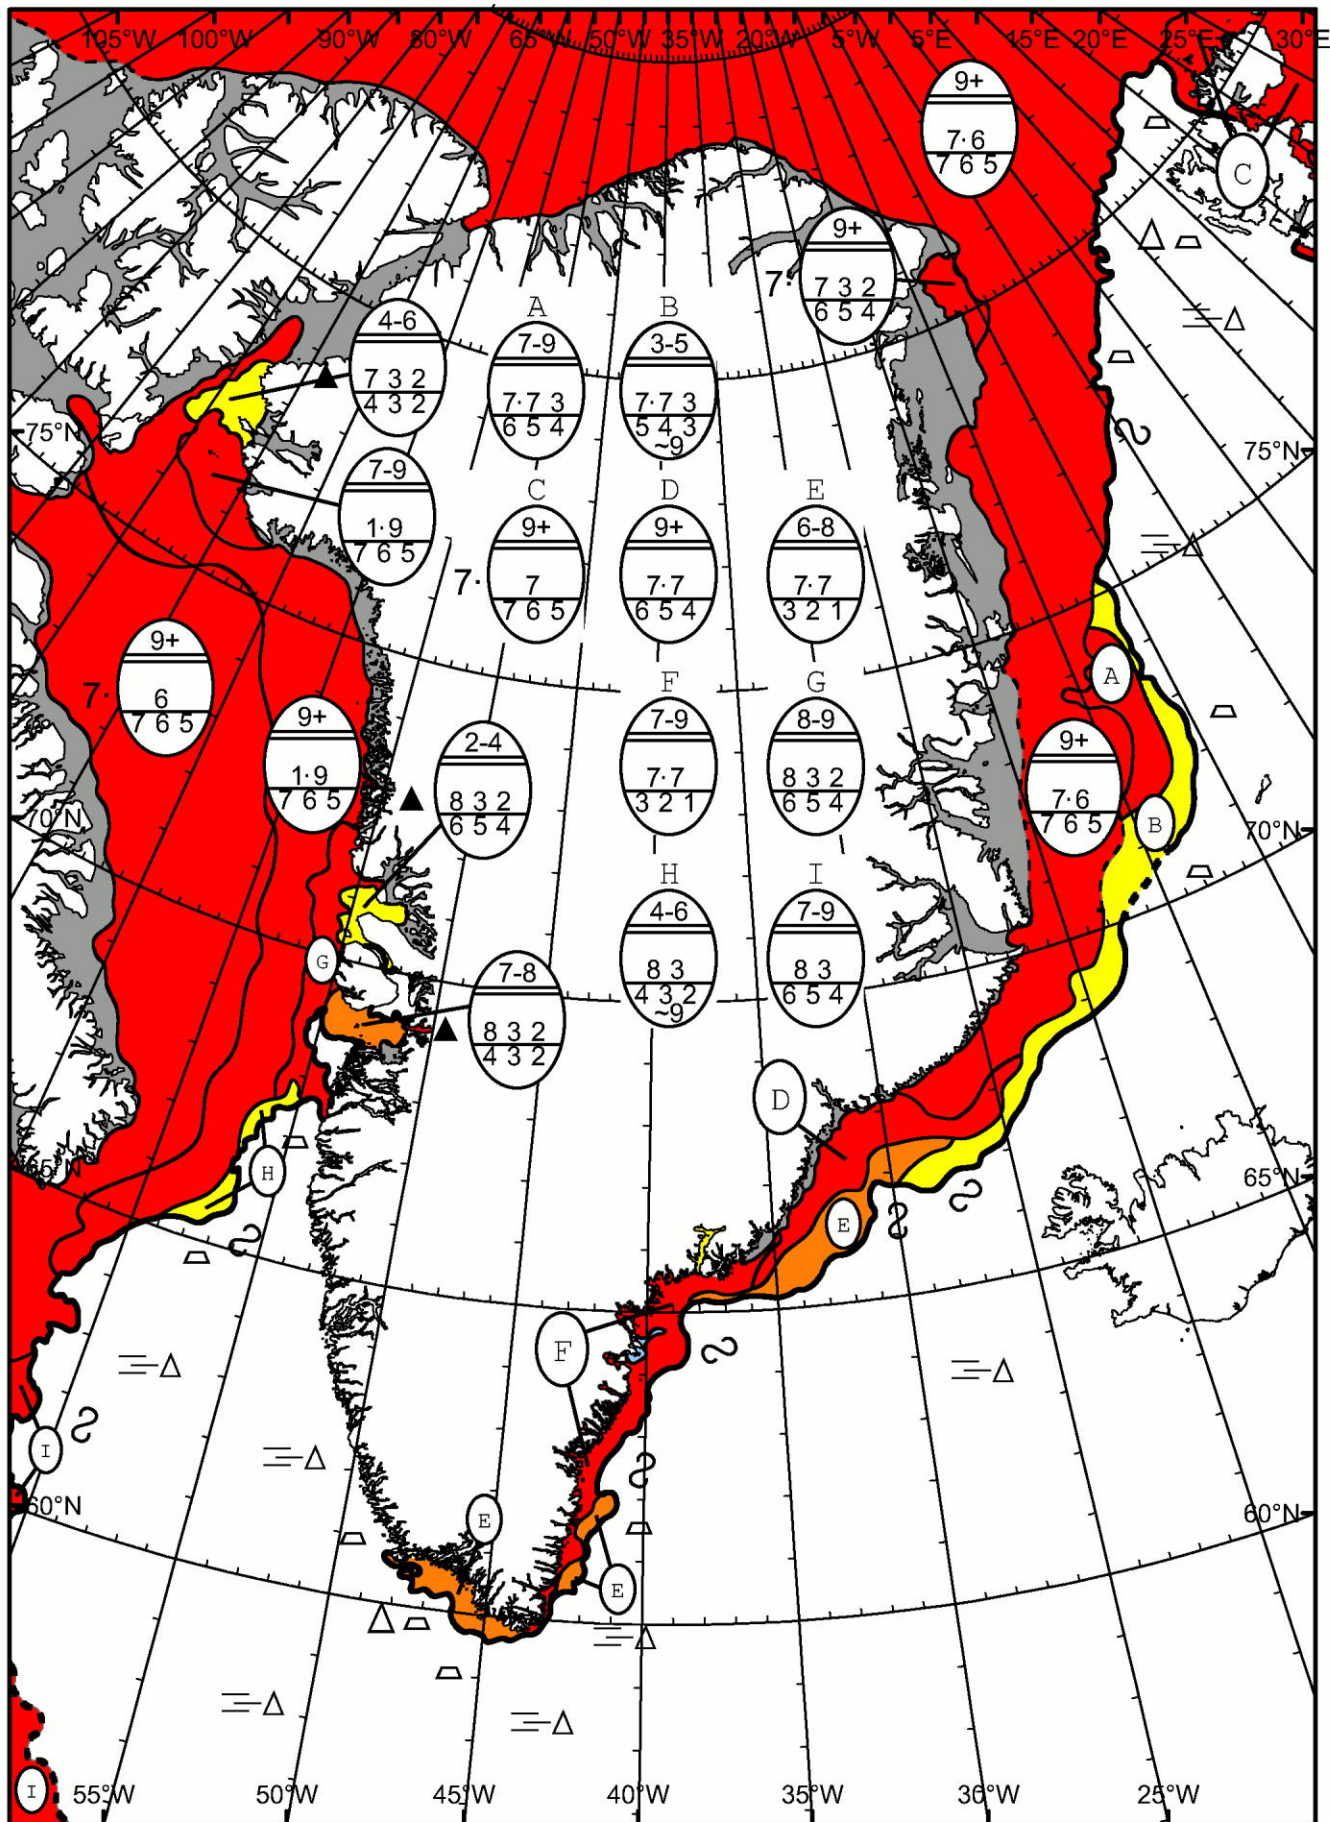 105°W 100°W 90°W 80°W 65°W 50°W 35°W 20°W 5°W 5°E 15°E 20°E 25°E 30°E
9+
7·6
7 6 5
C
9+
7· 7 3 2
6 5 4
4-6
7 3 2
4 3 2
A
7-9
7·7 3
6 5 4
B
3-5
7·7 3
5 4 3
~9
75°N
75°N
7-9
1·9
7 6 5
C
9+
7· 7
7 6 5
D
9+
7·7
6 5 4
E
6-8
7·7
3 2 1
9+
7· 6
7 6 5
9+
1·9
7 6 5
2-4
8 3 2
6 5 4
F
7-9
7·7
3 2 1
G
8-9
8 3 2
6 5 4
A
9+
7·6
7 6 5
B
70°N
70°N
G
7-8
8 3 2
4 3 2
H
4-6
8 3
4 3 2
~9
I
7-9
8 3
6 5 4
D
65°N
65°N
H
E
F
I
60°N
60°N
E
E
I
55°W 50°W 45°W 40°W 35°W 30°W 25°W